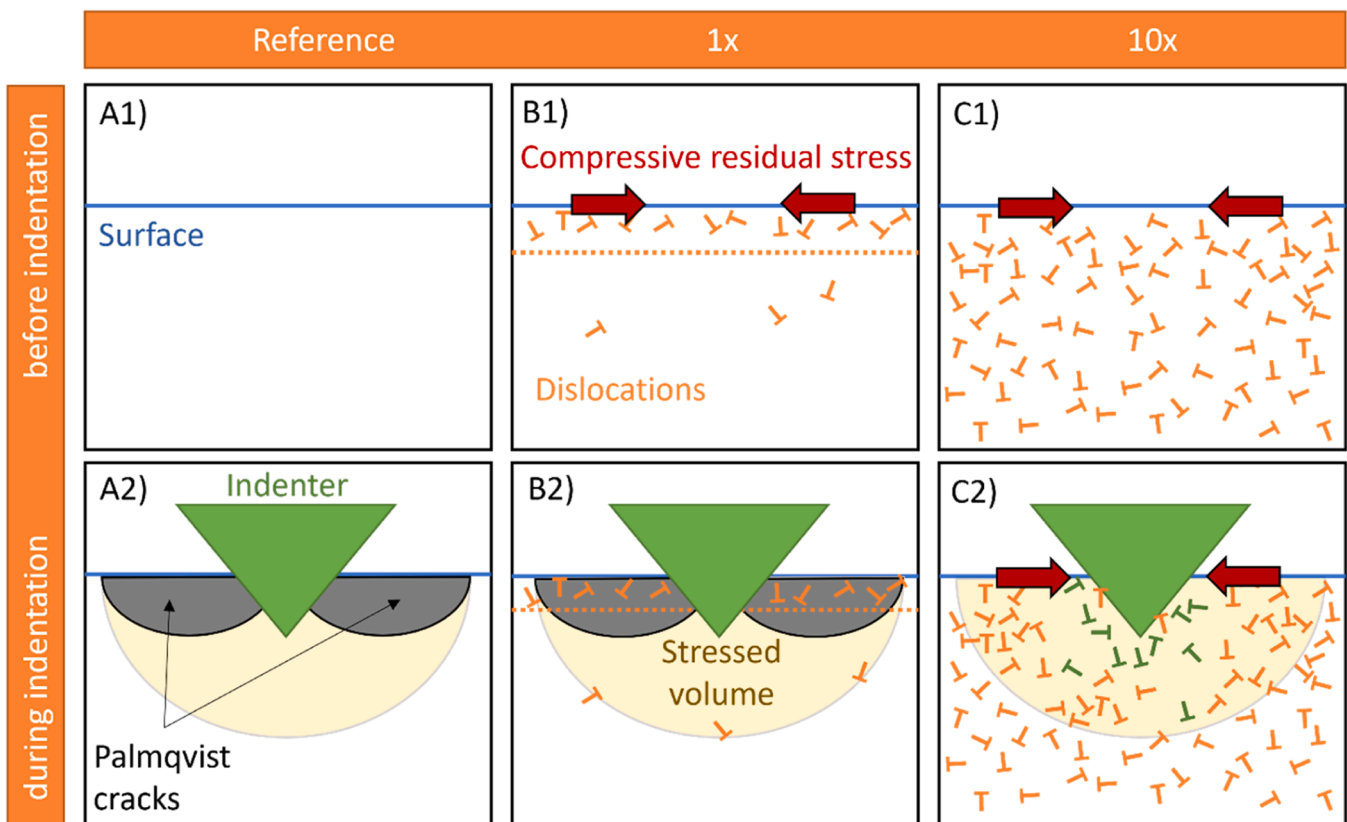 Reference
1x
10x
before indentation
A1)
Surface
B1)
Compressive residual stress
Dislocations
C1)
during indentation
A2)
Indenter
Palmqvist
cracks
B2)
Stressed
volume
C2)